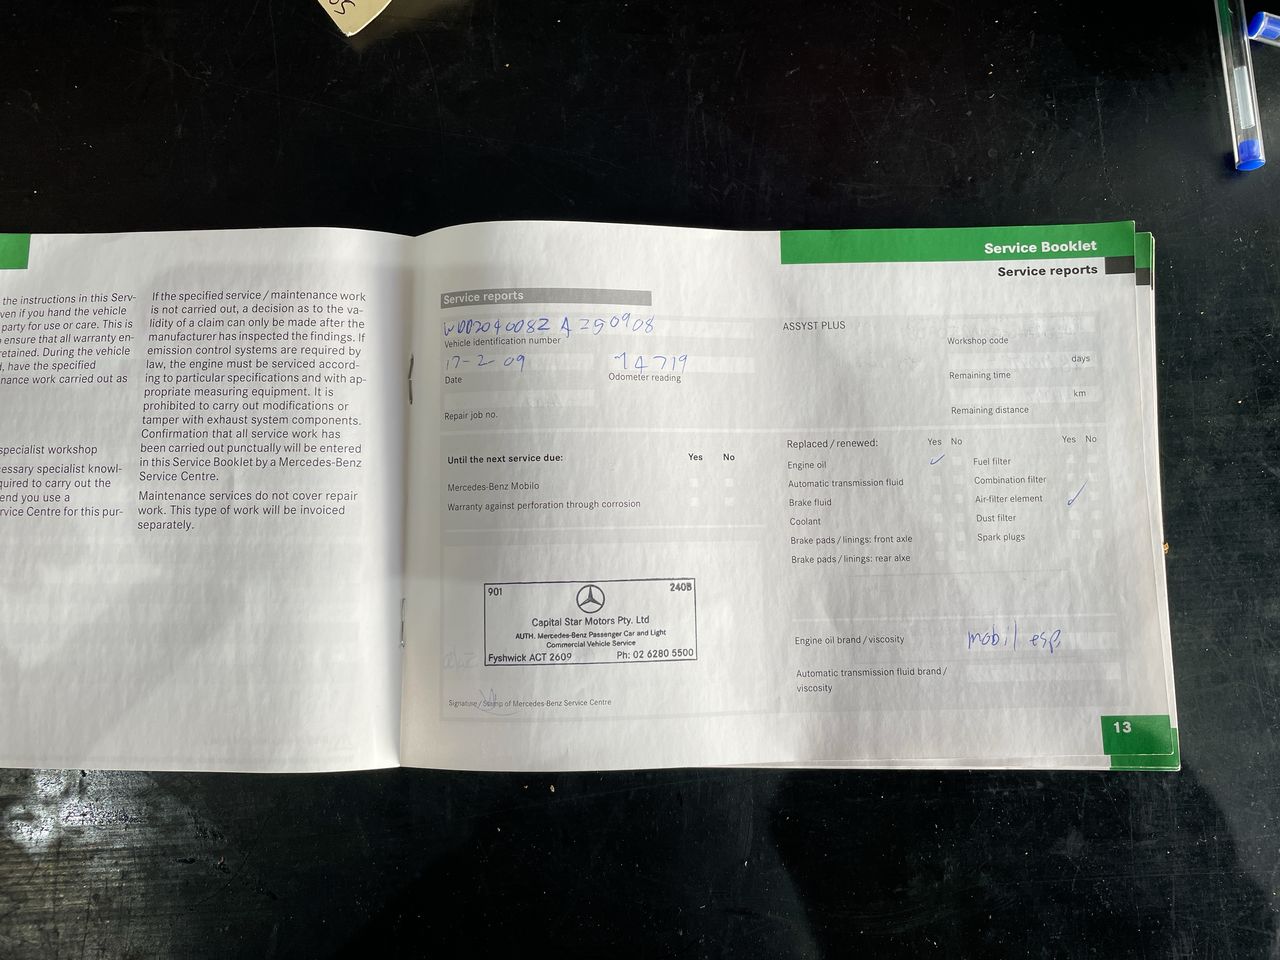 os
Service Booklet
Service reports
the instructions in this Serv-
ven if you hand the vehicle
party for use or care. This is
ensure that all warranty en-
retained. During the vehicle
d, have the specified
nance work carried out as
specialist workshop
cessary specialist knowl-
quired to carry out the
end you use a
rvice Centre for this pur-
If the specified service / maintenance work
is not carried out, a decision as to the va-
lidity of a claim can only be made after the
manufacturer has inspected the findings. If
emission control systems are required by
law, the engine must be serviced accord-
ing to particular specifications and with ap-
propriate measuring equipment. It is
prohibited to carry out modifications or
tamper with exhaust system components.
Confirmation that all service work has
been carried out punctually will be entered
in this Service Booklet by a Mercedes-Benz
Service Centre.
Maintenance services do not cover repair
work. This type of work will be invoiced
separately.
Service reports
Vehicle identification number
17-2-09
Date
Odometer reading
Repair job no.
Until the next service due: Yes No
Mercedes-Benz Mobilo
Warranty against perforation through corrosion
901 240B
Capital Star Motors Pty. Ltd
AUTH. Mercedes-Benz Passenger Car and Light
Commercial Vehicle Service
Fyshwick ACT 2609 Ph: 02 6280 5500
Signature / Stamp of Mercedes-Benz Service Centre
ASSYST PLUS
Workshop code
days
Remaining time
km
Remaining distance
Replaced / renewed: Yes No Yes No
Engine oil ✓ Fuel filter
Automatic transmission fluid Combination filter
Brake fluid Air-filter element ✓
Coolant Dust filter
Brake pads / linings: front axle Spark plugs
Brake pads / linings: rear alxe
Engine oil brand / viscosity mobil esp
Automatic transmission fluid brand /
viscosity
13